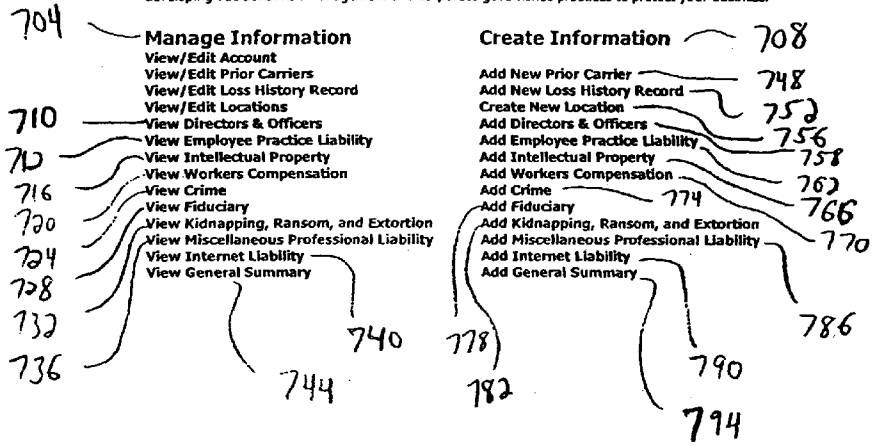 practices to protect your business.
704
Manage Information
View/Edit Account
View/Edit Prior Carriers
View/Edit Loss History Record
View/Edit Locations
710 View Directors & Officers
712 View Employee Practice Liability
716 View Intellectual Property
720 View Workers Compensation
724 View Crime
728 View Fiduciary
732 View Kidnapping, Ransom, and Extortion
736 View Miscellaneous Professional Liability
View Internet Liability 740
View General Summary 744
Create Information 708
Add New Prior Carrier 748
Add New Loss History Record 752
Create New Location 756
Add Directors & Officers 758
Add Employee Practice Liability 762
Add Intellectual Property 766
Add Workers Compensation 770
Add Crime 774
Add Fiduciary 778
Add Kidnapping, Ransom, and Extortion 782
Add Miscellaneous Professional Liability 786
Add Internet Liability 790
Add General Summary 794